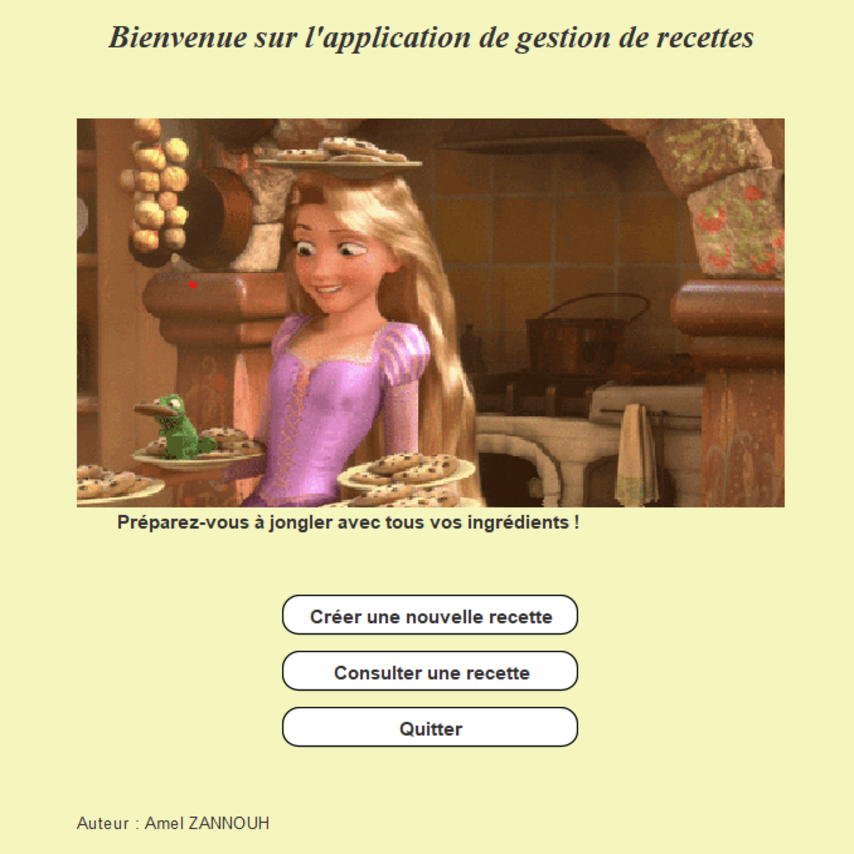 Bienvenue sur l'application de gestion de recettes
Préparez-vous à jongler avec tous vos ingrédients !
Créer une nouvelle recette
Consulter une recette
Quitter
Auteur : Amel ZANNOUH